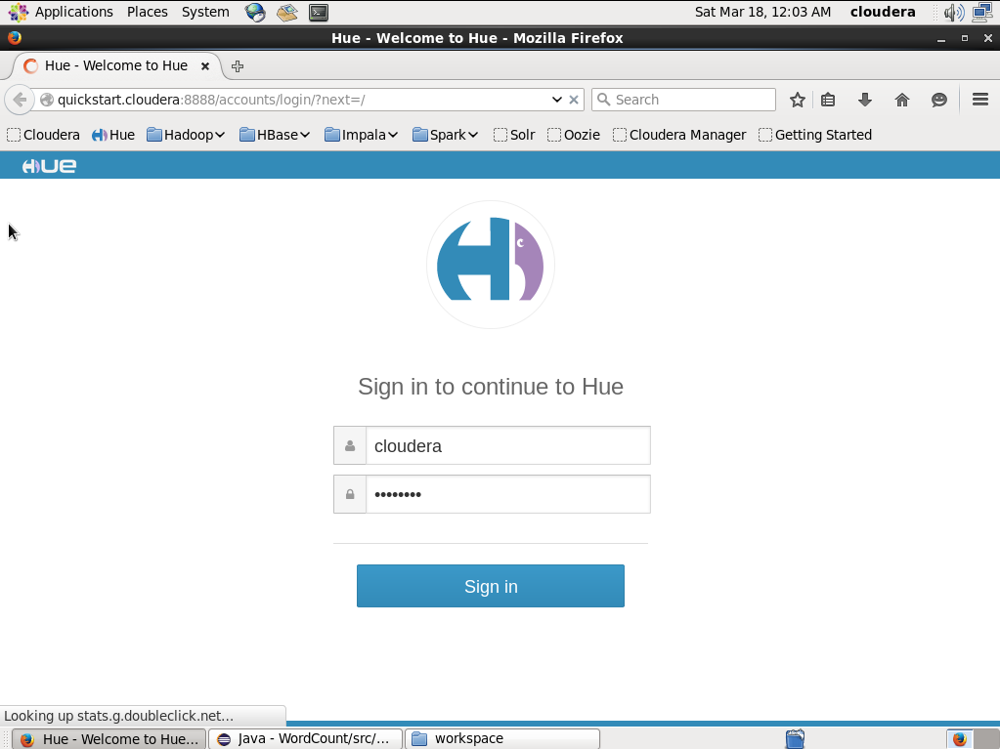 Applications Places System Sat Mar 18, 12:03 AM cloudera
Hue - Welcome to Hue - Mozilla Firefox
Hue - Welcome to Hue
quickstart.cloudera:8888/accounts/login/?next=/ Search
Cloudera Hue Hadoop HBase Impala Spark Solr Oozie Cloudera Manager Getting Started
HUE
Sign in to continue to Hue
cloudera
••••••••
Sign in
Looking up stats.g.doubleclick.net...
Hue - Welcome to Hue... Java - WordCount/src/... workspace